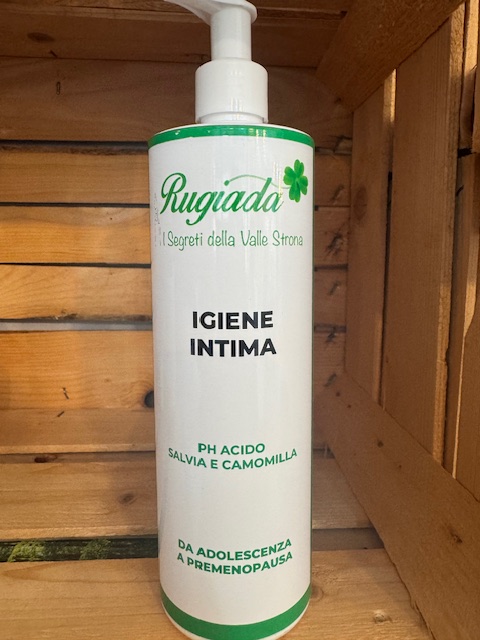 Rugiada
I Segreti della Valle Strona
IGIENE
INTIMA
PH ACIDO
SALVIA E CAMOMILLA
DA ADOLESCENZA
A PREMENOPAUSA